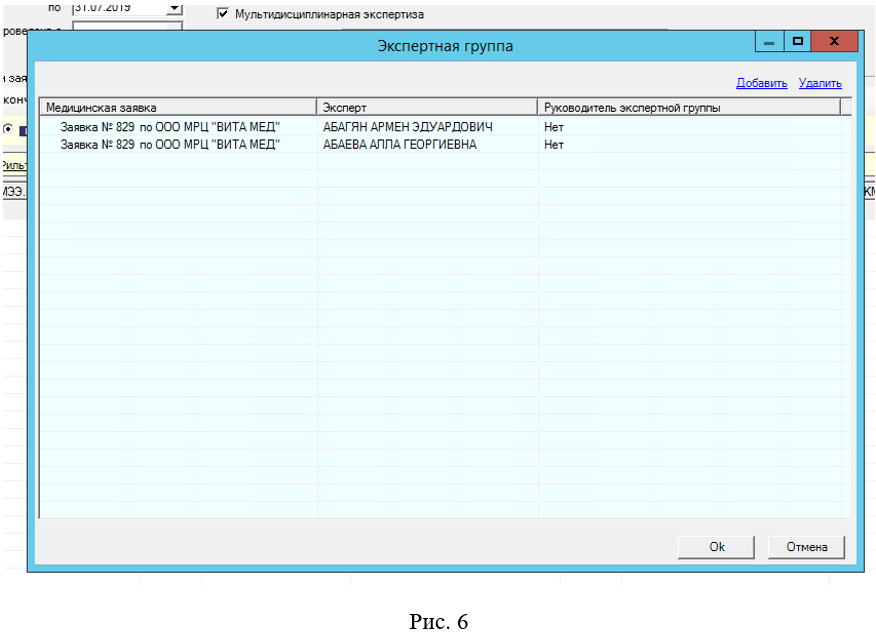 по 31.07.2019
Мультидисциплинарная экспертиза
Экспертная группа
Добавить Удалить
Медицинская заявка Эксперт Руководитель экспертной группы
Заявка № 829 по ООО МРЦ "ВИТА МЕД" АБАГЯН АРМЕН ЭДУАРДОВИЧ Нет
Заявка № 829 по ООО МРЦ "ВИТА МЕД" АБАЕВА АЛЛА ГЕОРГИЕВНА Нет
Ok Отмена
Рис. 6